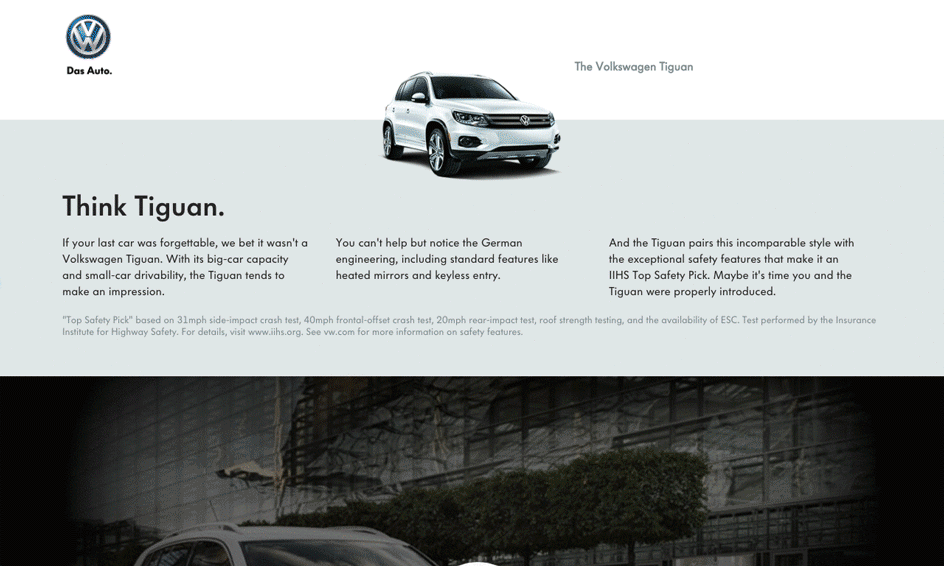 Das Auto.
The Volkswagen Tiguan
Think Tiguan.
If your last car was forgettable, we bet it wasn't a
Volkswagen Tiguan. With its big-car capacity
and small-car drivability, the Tiguan tends to
make an impression.
You can't help but notice the German
engineering, including standard features like
heated mirrors and keyless entry.
And the Tiguan pairs this incomparable style with
the exceptional safety features that make it an
IIHS Top Safety Pick. Maybe it's time you and the
Tiguan were properly introduced.
"Top Safety Pick" based on 31mph side-impact crash test, 40mph frontal-offset crash test, 20mph rear-impact test, roof strength testing, and the availability of ESC. Test performed by the Insurance
Institute for Highway Safety. For details, visit www.iihs.org. See vw.com for more information on safety features.